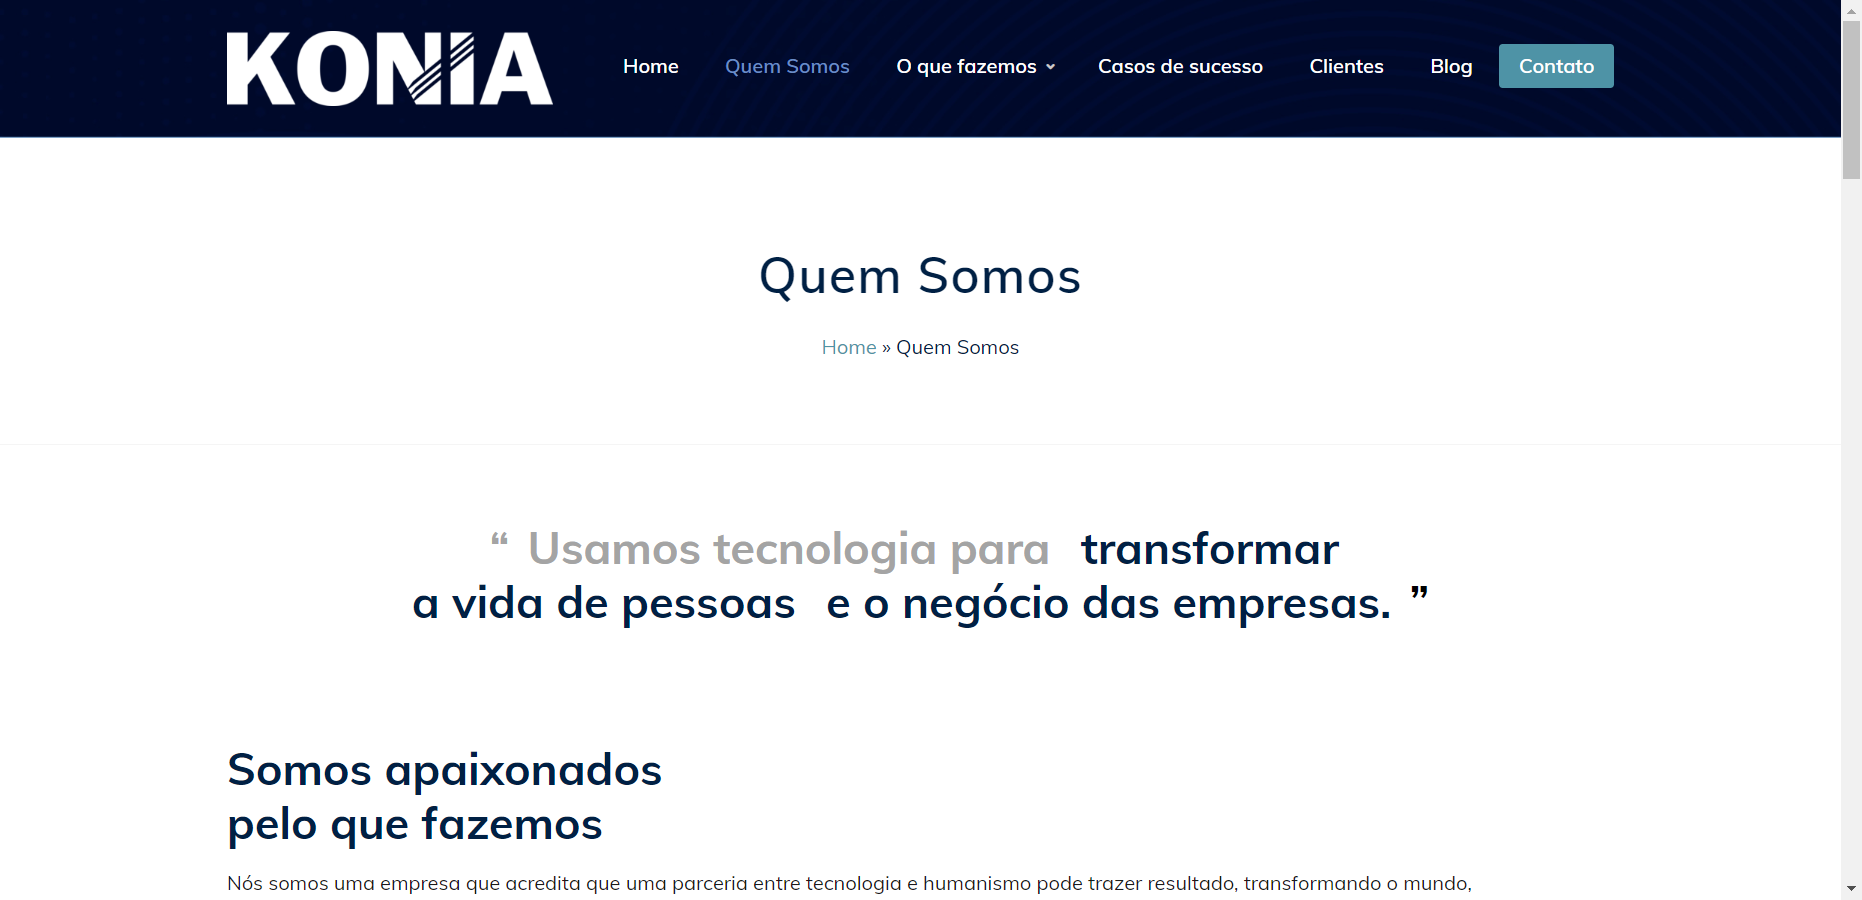 KONIA
Home Quem Somos O que fazemos Casos de sucesso Clientes Blog Contato
Quem Somos
Home » Quem Somos
“ Usamos tecnologia para transformar
a vida de pessoas e o negócio das empresas. ”
Somos apaixonados
pelo que fazemos
Nós somos uma empresa que acredita que uma parceria entre tecnologia e humanismo pode trazer resultado, transformando o mundo,